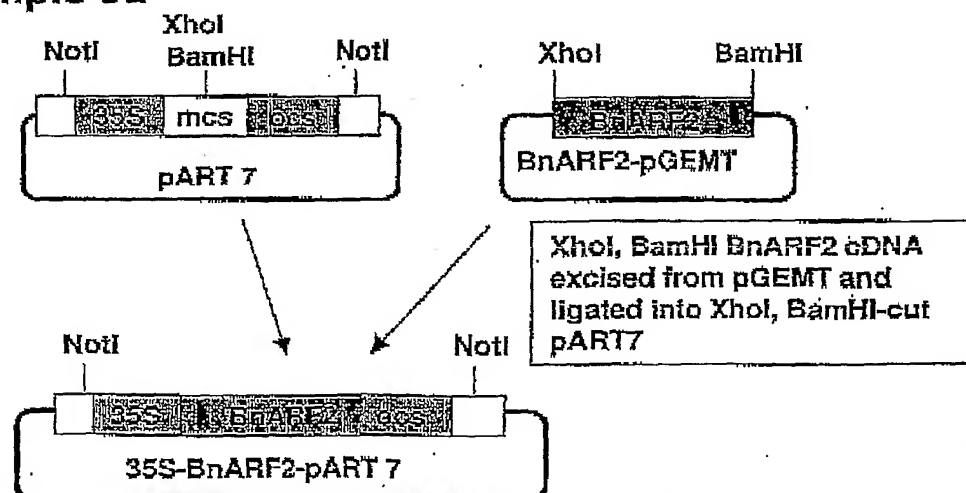 XhoI
NotI BamHI NotI
35S mcs ocs
pART 7
XhoI BamHI
BnARF2
BnARF2-pGEMT
XhoI, BamHI BnARF2 cDNA
excised from pGEMT and
ligated into XhoI, BamHI-cut
pART7
NotI NotI
35S BnARF2 ocs
35S-BnARF2-pART 7